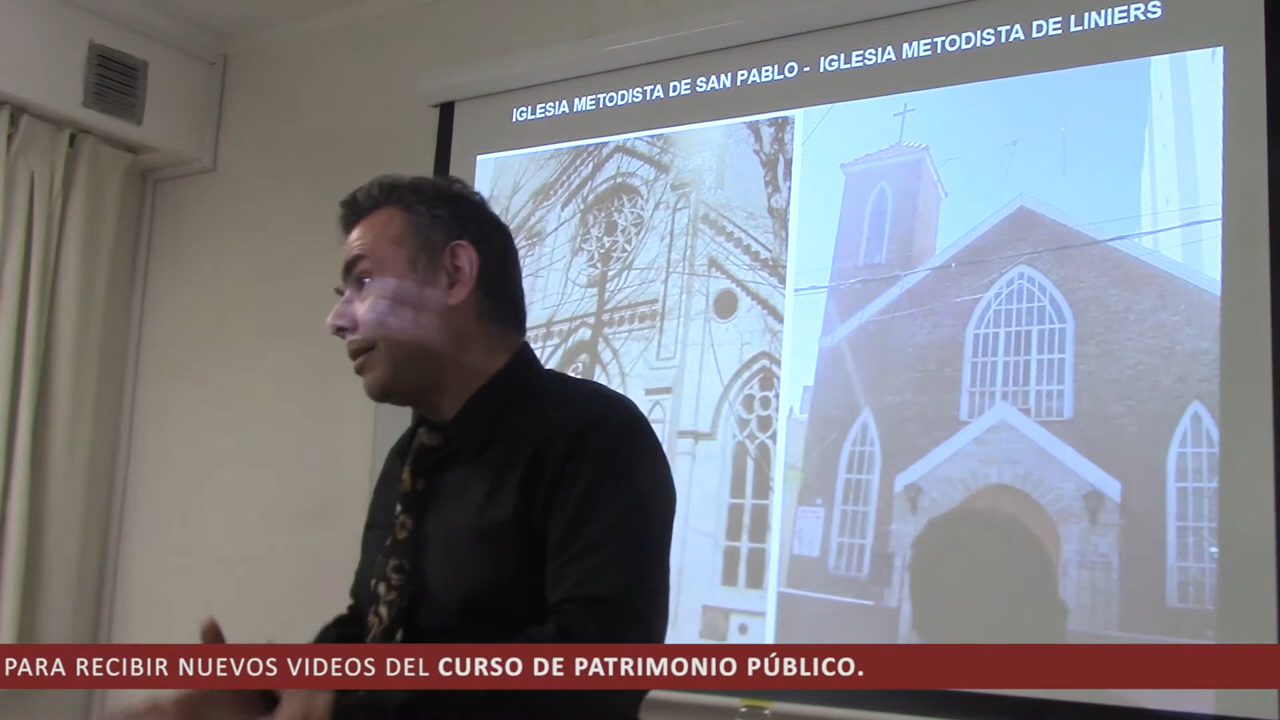 IGLESIA METODISTA DE SAN PABLO - IGLESIA METODISTA DE LINIERS
PARA RECIBIR NUEVOS VIDEOS DEL CURSO DE PATRIMONIO PÚBLICO.